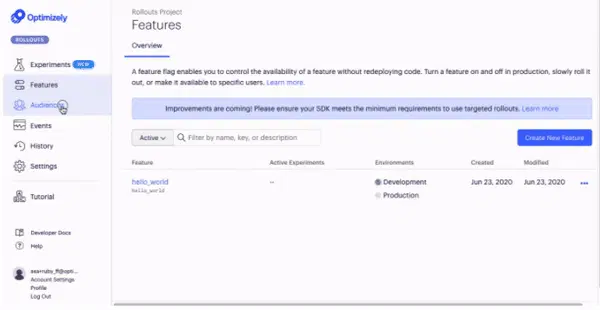 Optimizely
ROLLOUTS
Experiments NEW
Features
Audiences
Events
History
Settings
Tutorial
Developer Docs
Help
asa+ruby_ff@opti...
Account Settings
Profile
Log Out
Rollouts Project
Features
Overview
A feature flag enables you to control the availability of a feature without redeploying code. Turn a feature on and off in production, slowly roll it
out, or make it available to specific users. Learn more.
Improvements are coming! Please ensure your SDK meets the minimum requirements to use targeted rollouts. Learn more
Active Filter by name, key, or description Create New Feature
Feature Active Experiments Environments Created Modified
hello_world -- Development Jun 23, 2020 Jun 23, 2020
hello_world Production